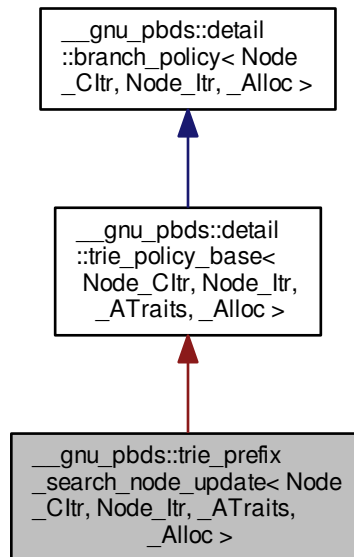 __gnu_pbds::detail
::branch_policy< Node
_CItr, Node_Itr, _Alloc >
__gnu_pbds::detail
::trie_policy_base<
Node_CItr, Node_Itr,
_ATraits, _Alloc >
__gnu_pbds::trie_prefix
_search_node_update< Node
_CItr, Node_Itr, _ATraits,
_Alloc >